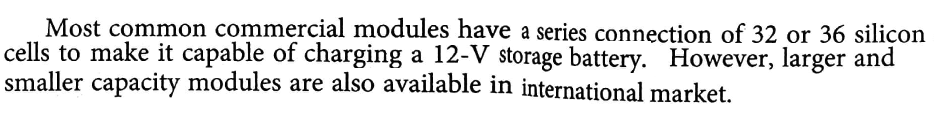 Most common commercial modules have a series connection of 32 or 36 silicon
cells to make it capable of charging a 12-V storage battery. However, larger and
smaller capacity modules are also available in international market.